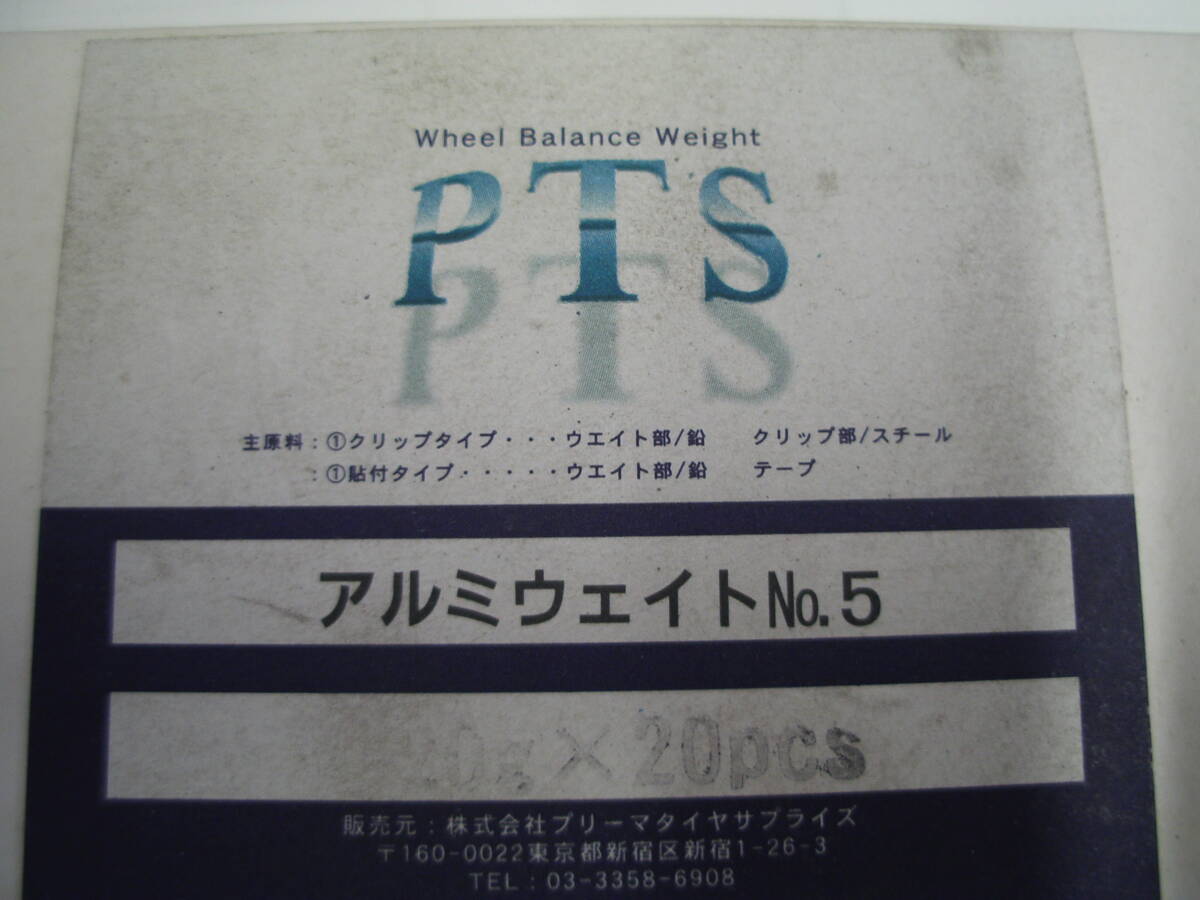 Wheel Balance Weight
PTS
主原料：①クリップタイプ・・・ウエイト部/鉛　クリップ部/スチール
：①貼付タイプ・・・・・ウエイト部/鉛　テープ
アルミウェイトNo.5
× 20pcs
販売元：株式会社プリーマタイヤサプライズ
〒160-0022東京都新宿区新宿1-26-3
TEL：03-3358-6908